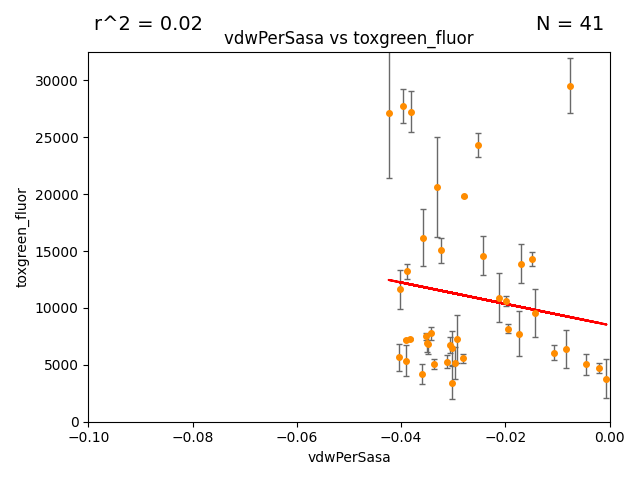 r^2 = 0.02
N = 41
vdwPerSasa vs toxgreen_fluor
30000
25000
20000
15000
10000
5000
0
toxgreen_fluor
−0.10
−0.08
−0.06
−0.04
−0.02
0.00
vdwPerSasa